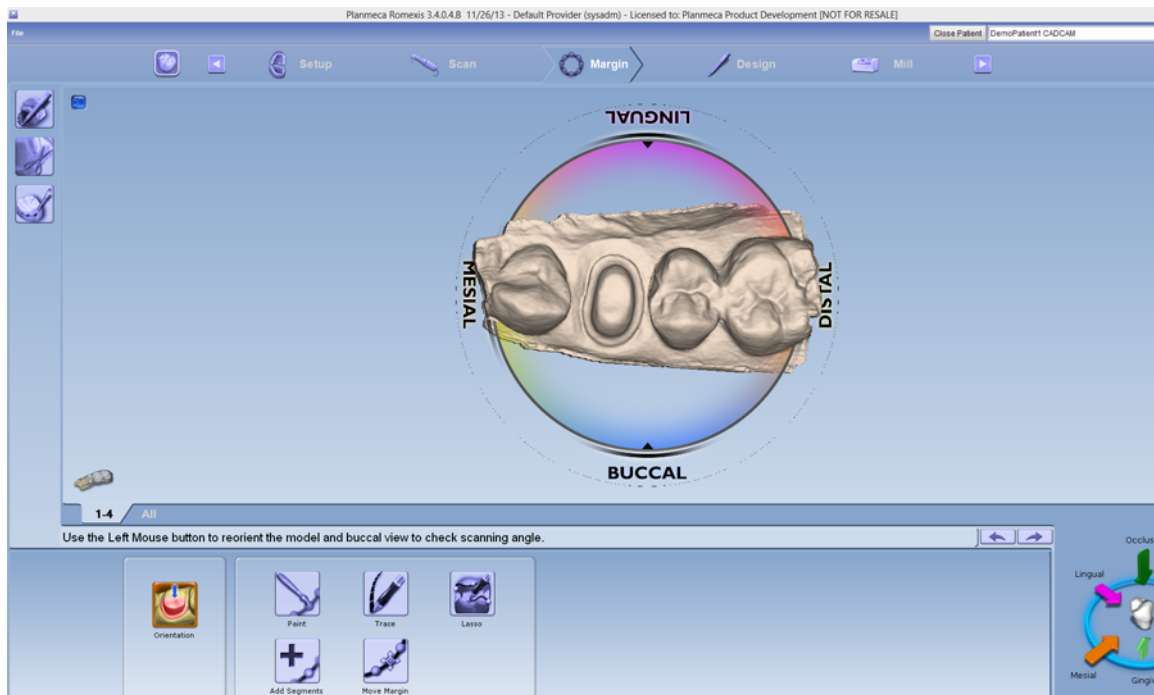 Planmeca Romexis 3.4.0.4.8 11/26/13 - Default Provider (sysadm) - Licensed to: Planmeca Product Development [NOT FOR RESALE]
File
Close Patient DemoPatient1 CADCAM
Setup Scan Margin Design Mill
LINGUAL
MESIAL
DISTAL
BUCCAL
1-4 All
Use the Left Mouse button to reorient the model and buccal view to check scanning angle.
Occlus
Lingual
Orientation Paint Trace Lasso
Mesial
Gingiv
Add Segments Move Margin